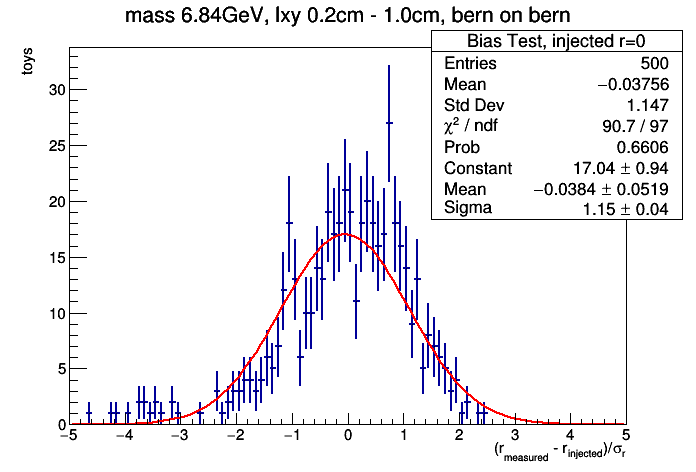 mass 6.84GeV, lxy 0.2cm - 1.0cm, bern on bern
Bias Test, injected r=0
Entries 500
Mean −0.03756
Std Dev 1.147
χ² / ndf 90.7 / 97
Prob 0.6606
Constant 17.04 ± 0.94
Mean −0.0384 ± 0.0519
Sigma 1.15 ± 0.04
toys
30
25
20
15
10
5
0
−5 −4 −3 −2 −1 0 1 2 3 4 5
(r_measured - r_injected)/σ_r